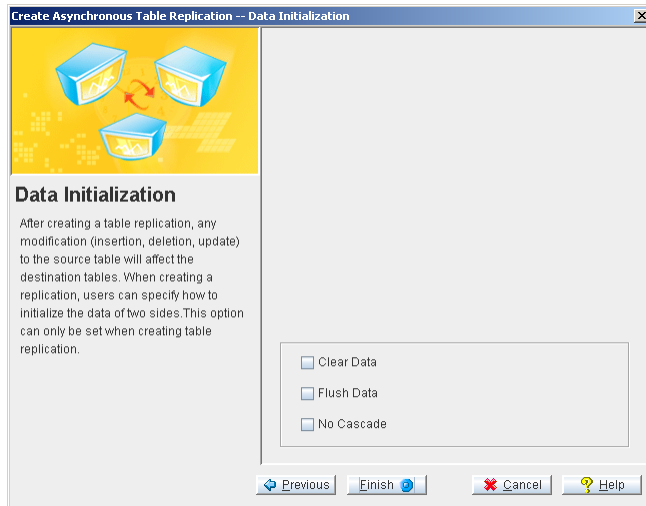 Create Asynchronous Table Replication -- Data Initialization
Data Initialization
After creating a table replication, any
modification (insertion, deletion, update)
to the source table will affect the
destination tables. When creating a
replication, users can specify how to
initialize the data of two sides.This option
can only be set when creating table
replication.
Clear Data
Flush Data
No Cascade
Previous Finish Cancel Help